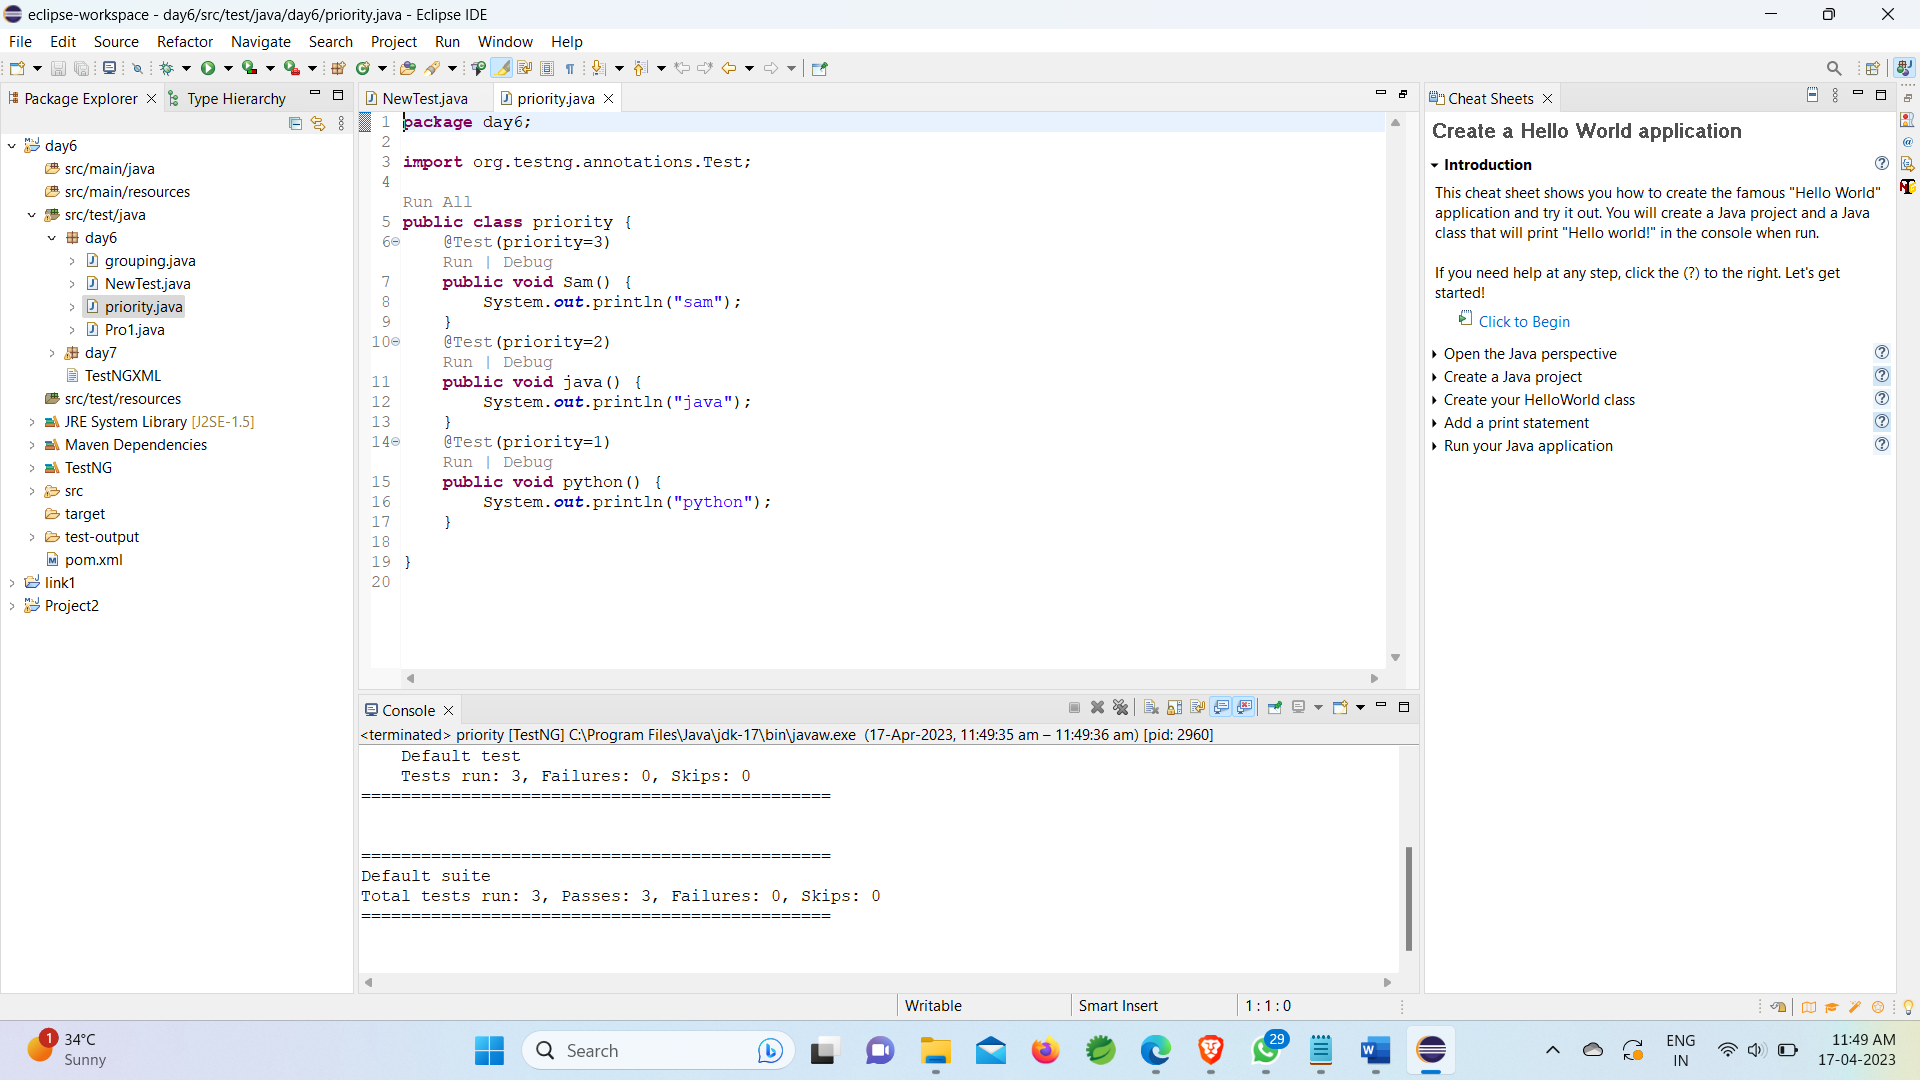 eclipse-workspace - day6/src/test/java/day6/priority.java - Eclipse IDE
File Edit Source Refactor Navigate Search Project Run Window Help
Package Explorer
Type Hierarchy
day6
src/main/java
src/main/resources
src/test/java
day6
grouping.java
NewTest.java
priority.java
Pro1.java
day7
TestNGXML
src/test/resources
JRE System Library [J2SE-1.5]
Maven Dependencies
TestNG
src
target
test-output
pom.xml
link1
Project2
NewTest.java
priority.java
1 package day6;
2
3 import org.testng.annotations.Test;
4
Run All
5 public class priority {
6 @Test(priority=3)
Run | Debug
7 public void Sam() {
8 System.out.println("sam");
9 }
10 @Test(priority=2)
Run | Debug
11 public void java() {
12 System.out.println("java");
13 }
14 @Test(priority=1)
Run | Debug
15 public void python() {
16 System.out.println("python");
17 }
18
19 }
20
Console
<terminated> priority [TestNG] C:\Program Files\Java\jdk-17\bin\javaw.exe (17-Apr-2023, 11:49:35 am – 11:49:36 am) [pid: 2960]
Default test
Tests run: 3, Failures: 0, Skips: 0
===============================================
===============================================
Default suite
Total tests run: 3, Passes: 3, Failures: 0, Skips: 0
===============================================
Cheat Sheets
Create a Hello World application
Introduction
This cheat sheet shows you how to create the famous "Hello World"
application and try it out. You will create a Java project and a Java
class that will print "Hello world!" in the console when run.
If you need help at any step, click the (?) to the right. Let's get
started!
Click to Begin
Open the Java perspective
Create a Java project
Create your HelloWorld class
Add a print statement
Run your Java application
Writable
Smart Insert
1 : 1 : 0
1
34°C
Sunny
Search
29
ENG
IN
11:49 AM
17-04-2023